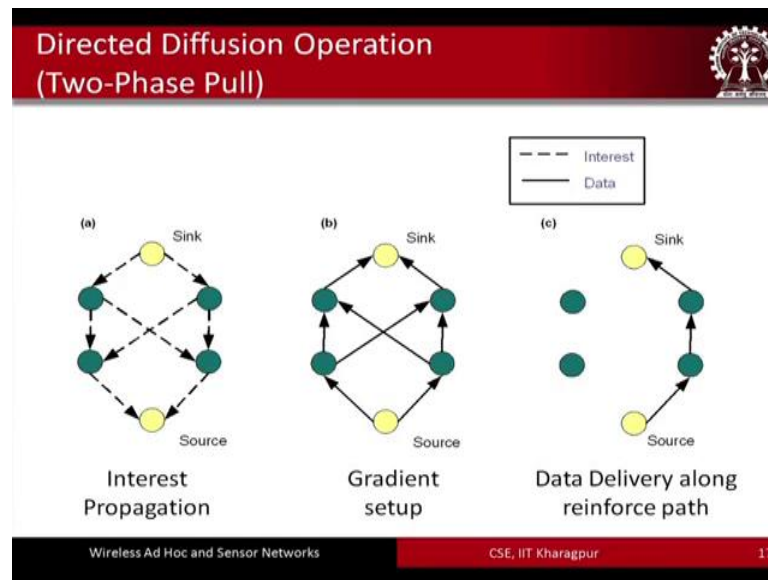 Directed Diffusion Operation
(Two-Phase Pull)
Interest
Data
(a)
Sink
Source
(b)
Sink
Source
(c)
Sink
Source
Interest
Propagation
Gradient
setup
Data Delivery along
reinforce path
Wireless Ad Hoc and Sensor Networks
CSE, IIT Kharagpur